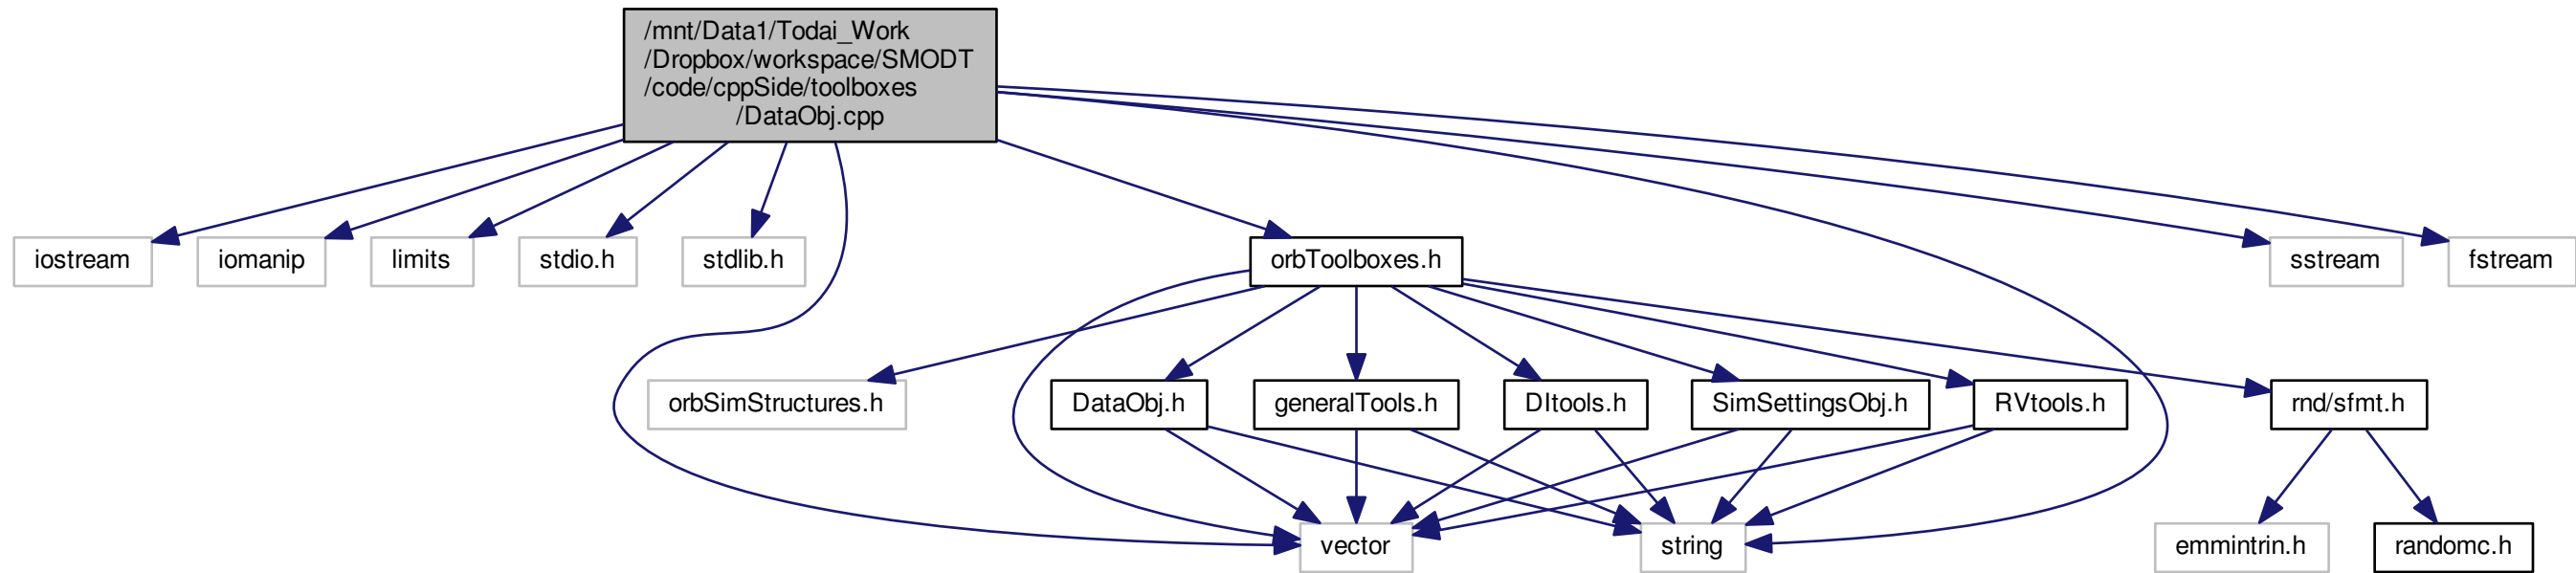 /mnt/Data1/Todai_Work
/Dropbox/workspace/SMODT
/code/cppSide/toolboxes
/DataObj.cpp
iostream
iomanip
limits
stdio.h
stdlib.h
orbToolboxes.h
sstream
fstream
orbSimStructures.h
DataObj.h
generalTools.h
DItools.h
SimSettingsObj.h
RVtools.h
rnd/sfmt.h
vector
string
emmintrin.h
randomc.h